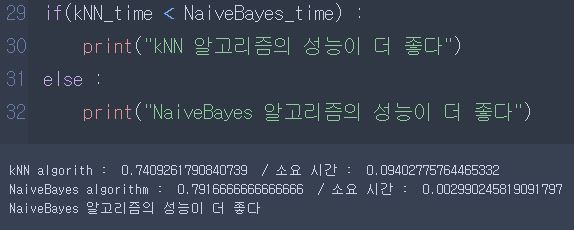 29 if(kNN_time < NaiveBayes_time) :
30     print("kNN 알고리즘의 성능이 더 좋다")
31 else :
32     print("NaiveBayes 알고리즘의 성능이 더 좋다")
kNN algorith :  0.7409261790840739  / 소요 시간 :  0.09402775764465332
NaiveBayes algorithm :  0.7916666666666666  / 소요 시간 :  0.002990245819091797
NaiveBayes 알고리즘의 성능이 더 좋다